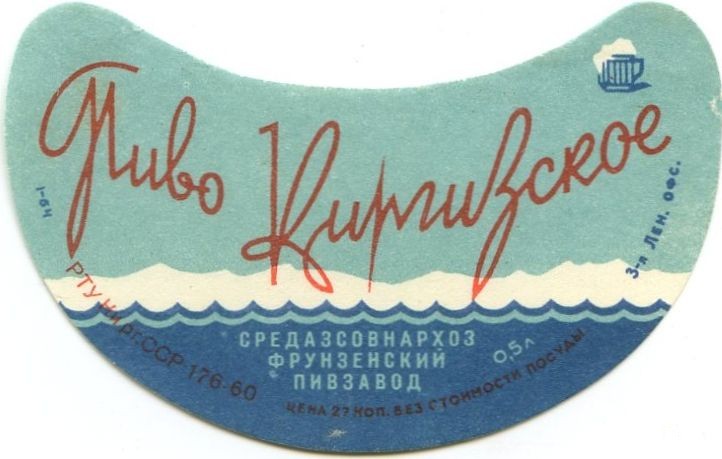 Пиво Киргизское
СРЕДАЗСОВНАРХОЗ
ФРУНЗЕНСКИЙ
ПИВЗАВОД
0,5л
ЦЕНА 27 КОП. БЕЗ СТОИМОСТИ ПОСУДЫ
РТУ Кирг. ССР 176-60
I-64
3-я ЛЕН. ОФС.